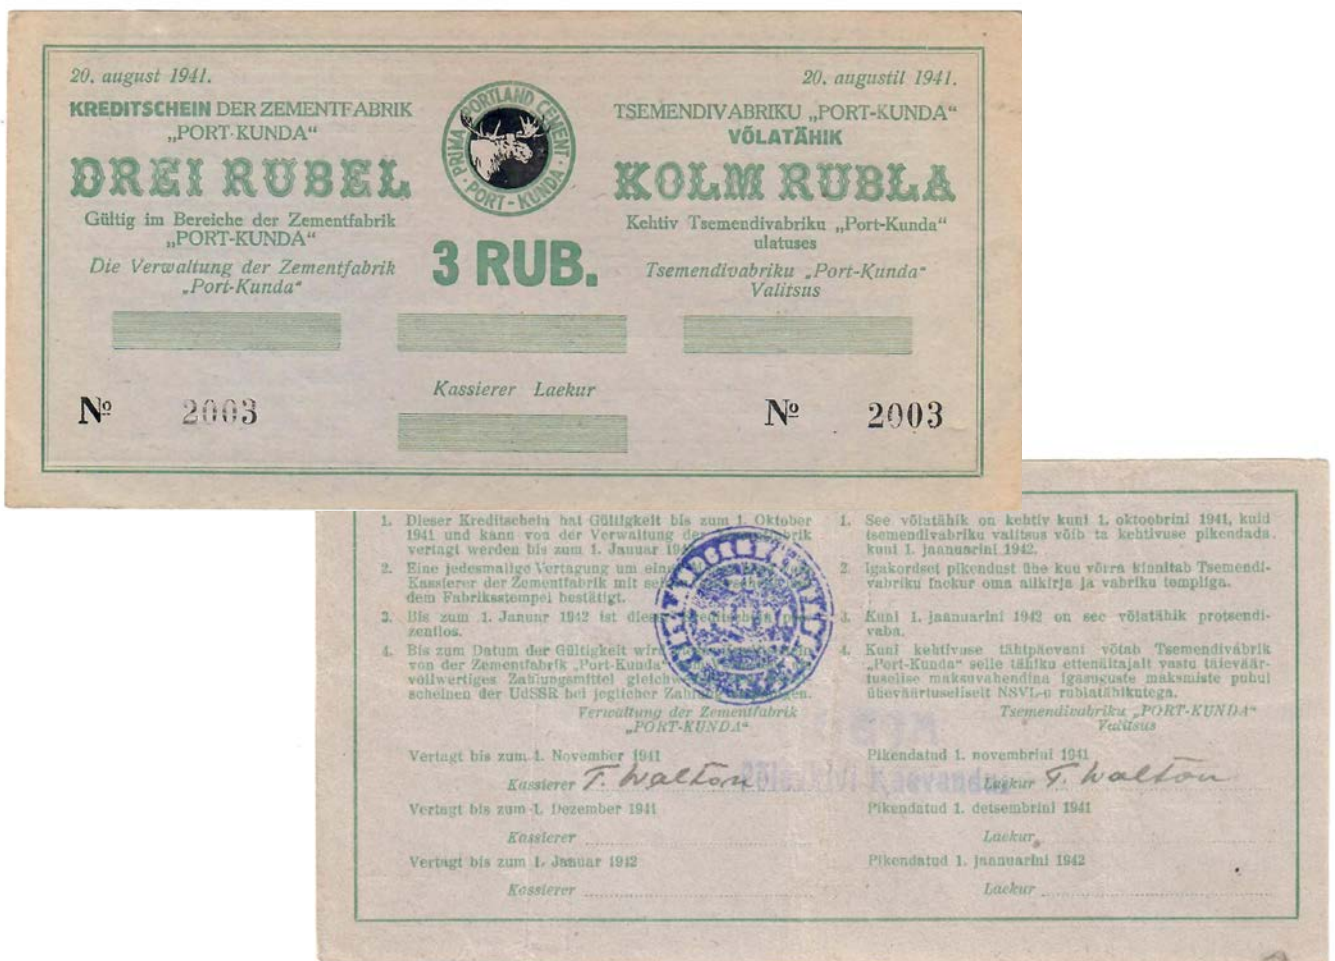 20. august 1941.
KREDITSCHEIN DER ZEMENTFABRIK
„PORT-KUNDA“
DREI RUBEL
Gültig im Bereiche der Zementfabrik
„PORT-KUNDA“
Die Verwaltung der Zementfabrik
„Port-Kunda“
PRIMA PORTLAND CEMENT
PORT-KUNDA
3 RUB.
20. augustil 1941.
TSEMENDIVABRIKU „PORT-KUNDA“
VÕLATÄHIK
KOLM RUBLA
Kehtiv Tsemendivabriku „Port-Kunda“
ulatuses
Tsemendivabriku „Port-Kunda“
Valitsus
Kassierer Laekur
№ 2003
№ 2003
1. Dieser Kreditschein hat Gültigkeit bis zum 1. Oktober
1941 und kann von der Verwaltung der
vertagt werden bis zum 1. Januar
2. Eine jedesmalige Vertagung um
Kassierer der Zementfabrik mit
dem Fabriksstempel bestätigt.
3. Bis zum 1. Januar 1942 ist
zentlos.
4. Bis zum Datum der Gültigkeit
von der Zementfabrik „Port-Kunda“
vollwertiges Zahlungsmittel
scheinen der UdSSR bei jeglicher
Verwaltung der Zementfabrik
„PORT-KUNDA“
Vertagt bis zum 1. November 1941
Kassierer T. Walton
Vertagt bis zum 1. Dezember 1941
Kassierer
Vertagt bis zum 1. Januar 1942
Kassierer
1. See võlatähik on kehtiv kuni 1. oktoobrini 1941, kuid
tsemendivabriku valitsus võib ta kehtivuse pikendada
kuni 1. jaanuarini 1942.
2. Igakordset pikendust ühe kuu võrra kinnitab Tsemendi-
vabriku laekur oma allkirja ja vabriku templiga.
3. Kuni 1. jaanuarini 1942 on see võlatähik protsendi-
vaba.
4. Kuni kehtivuse tähtpäevani võtab Tsemendivabrik
„Port-Kunda“ selle tähiku ettenäitajalt vastu täieväär-
tuselise maksuvahendina igasuguste maksmiste puhul
üheväärtuseliselt NSVL-u rublatähikutega.
Tsemendivabriku „PORT-KUNDA“
Valitsus
Pikendatud 1. novembrini 1941
Laekur T. Walton
Pikendatud 1. detsembrini 1941
Laekur
Pikendatud 1. jaanuarini 1942
Laekur